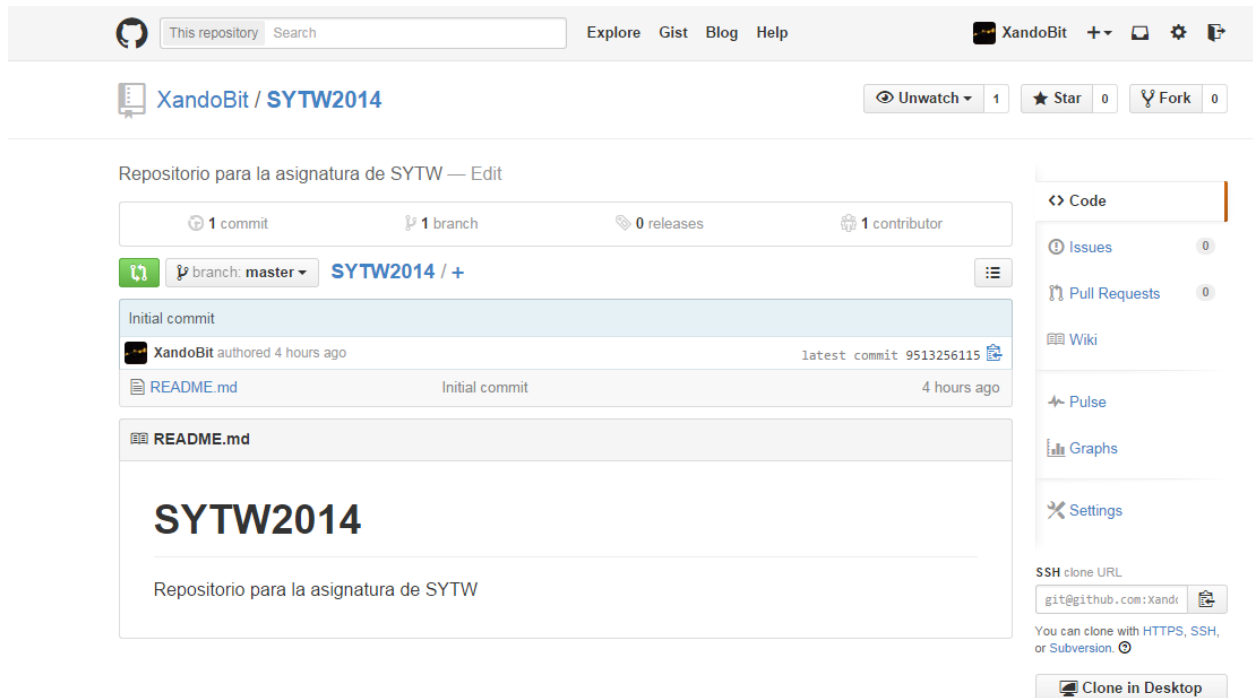 This repository Search Explore Gist Blog Help XandoBit
XandoBit / SYTW2014 Unwatch 1 Star 0 Fork 0
Repositorio para la asignatura de SYTW — Edit
1 commit 1 branch 0 releases 1 contributor
branch: master SYTW2014 / +
Initial commit
XandoBit authored 4 hours ago latest commit 9513256115
README.md Initial commit 4 hours ago
README.md
SYTW2014
Repositorio para la asignatura de SYTW
Code
Issues 0
Pull Requests 0
Wiki
Pulse
Graphs
Settings
SSH clone URL
git@github.com:Xando
You can clone with HTTPS, SSH,
or Subversion.
Clone in Desktop